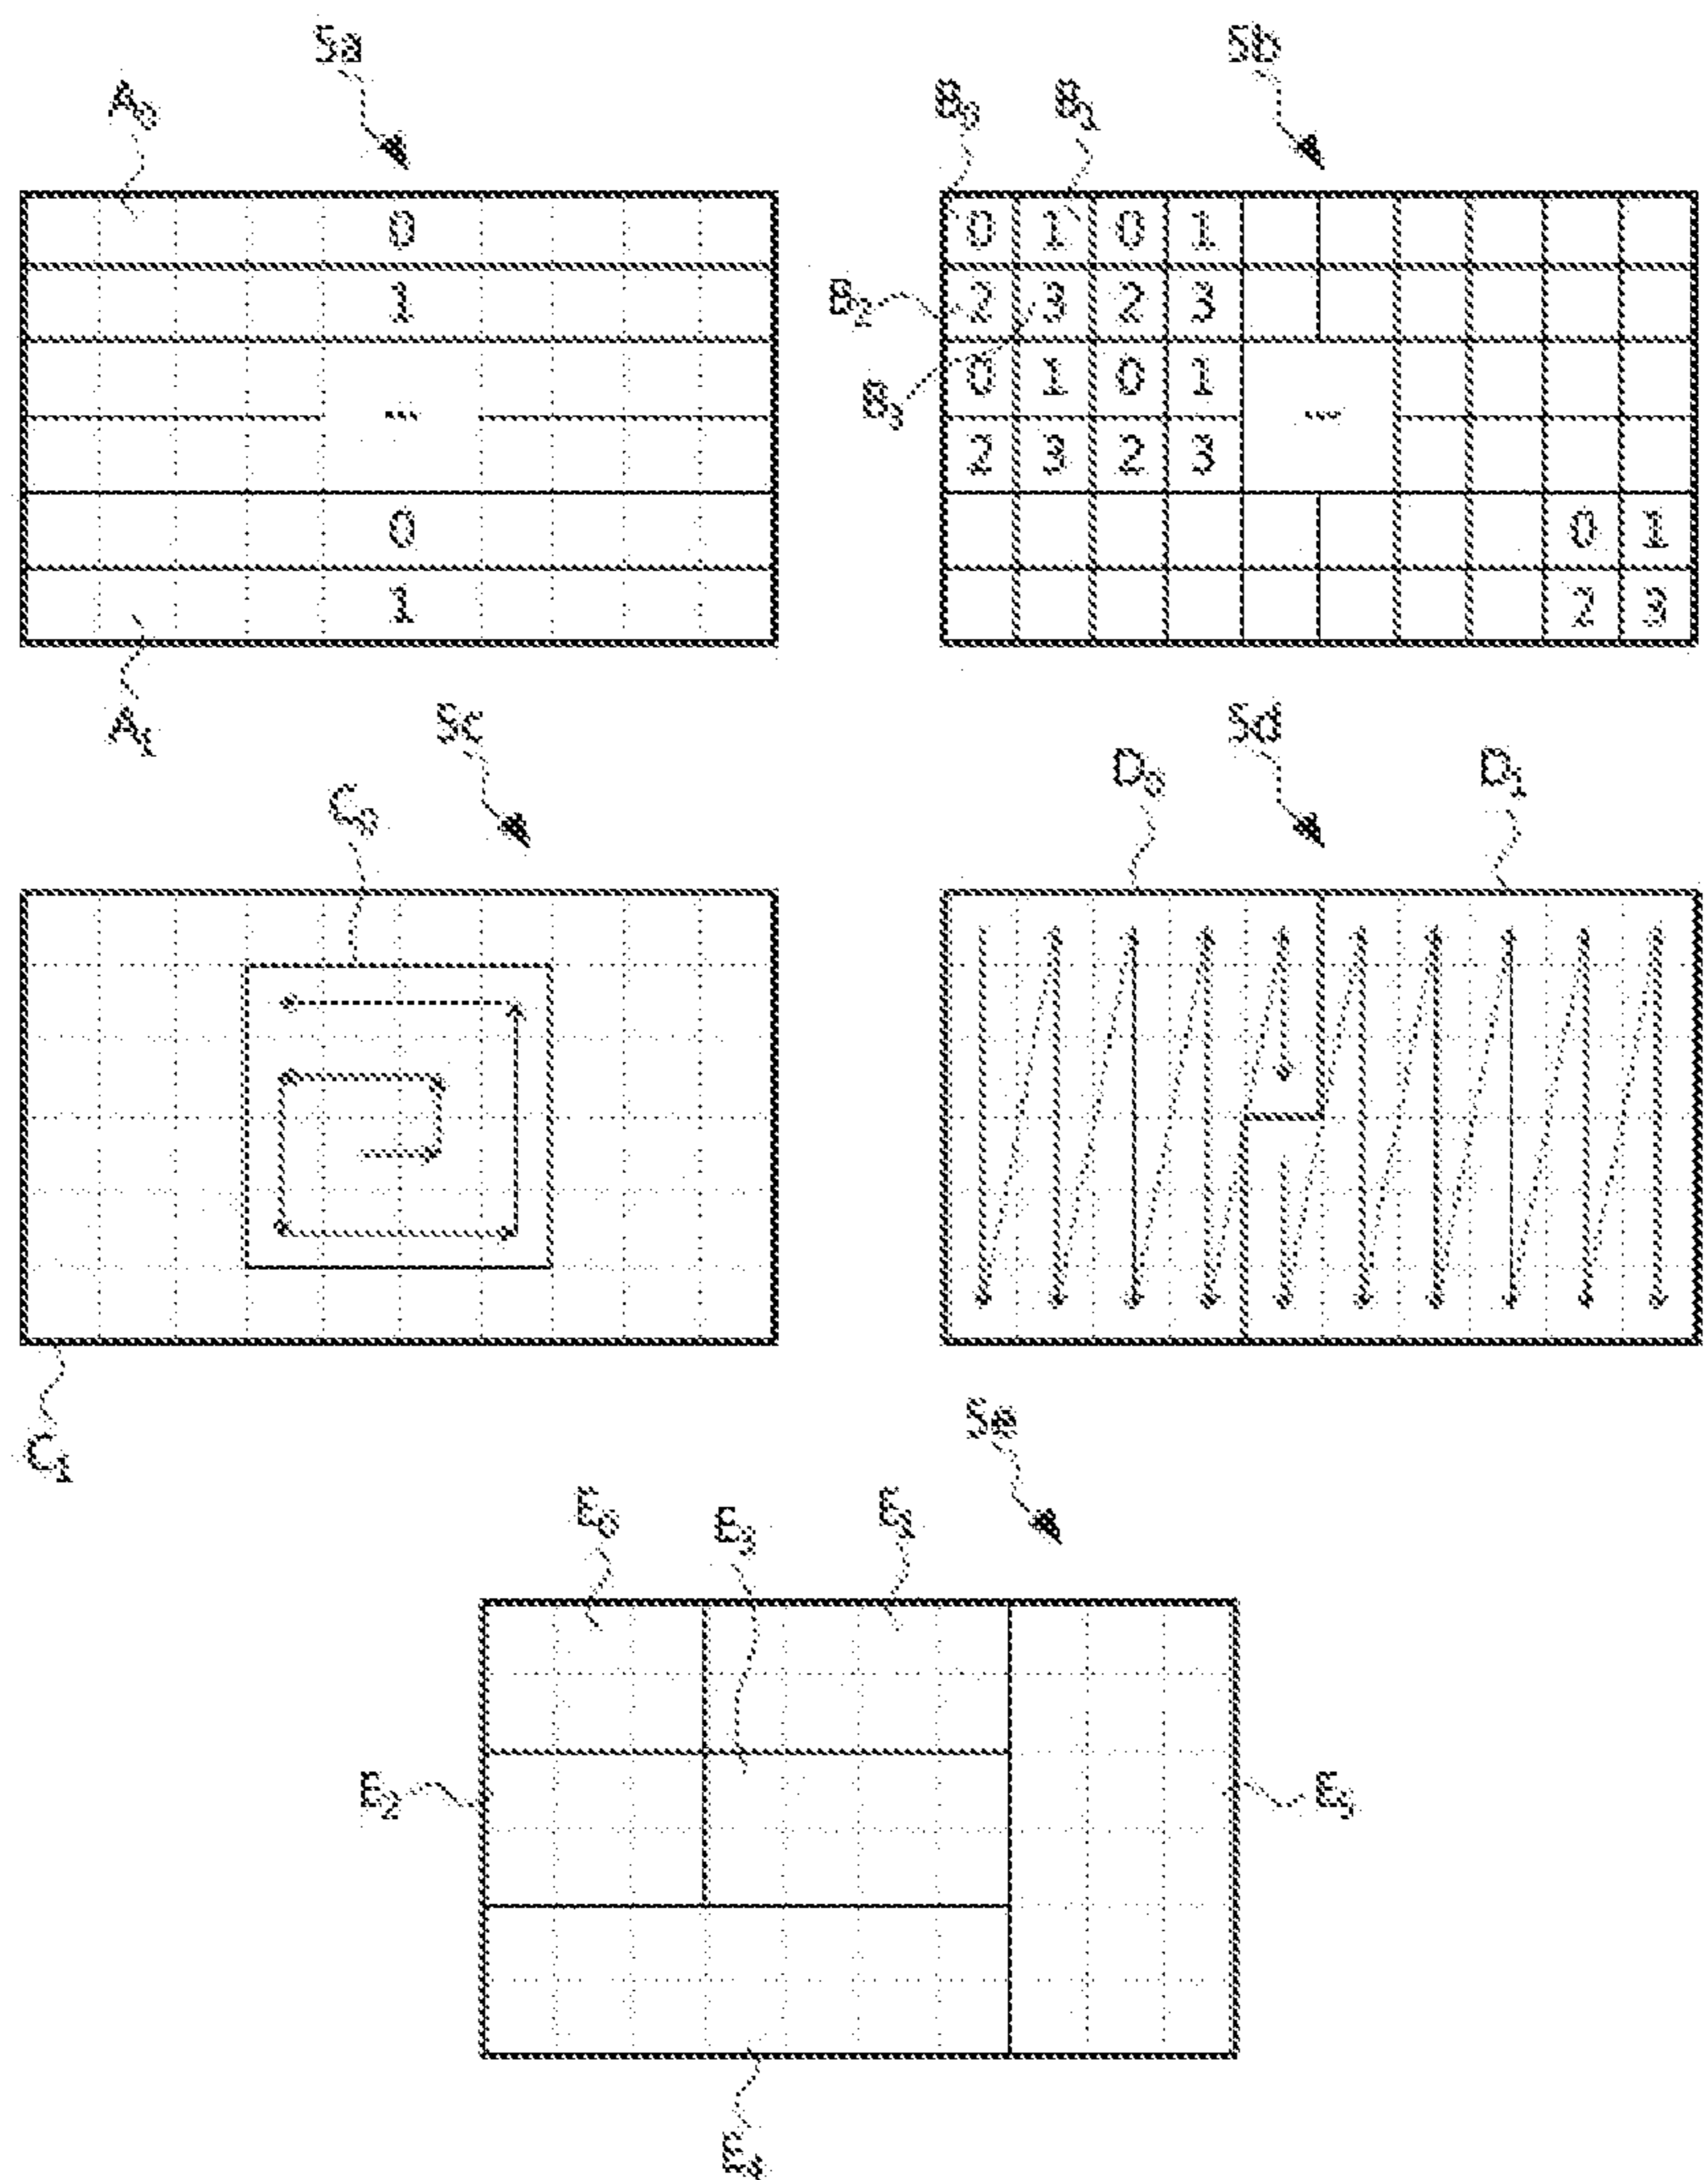 5a 5b
A0 B0 B1
0
1
...
0
1
A1
0 1 0 1
B2 2 3 2 3
B3 0 1 0 1
...
2 3 2 3
0 1
2 3
5c 5d
C0 D0 D1
C1
5e
E0 E3 E1
E2 E5
E4